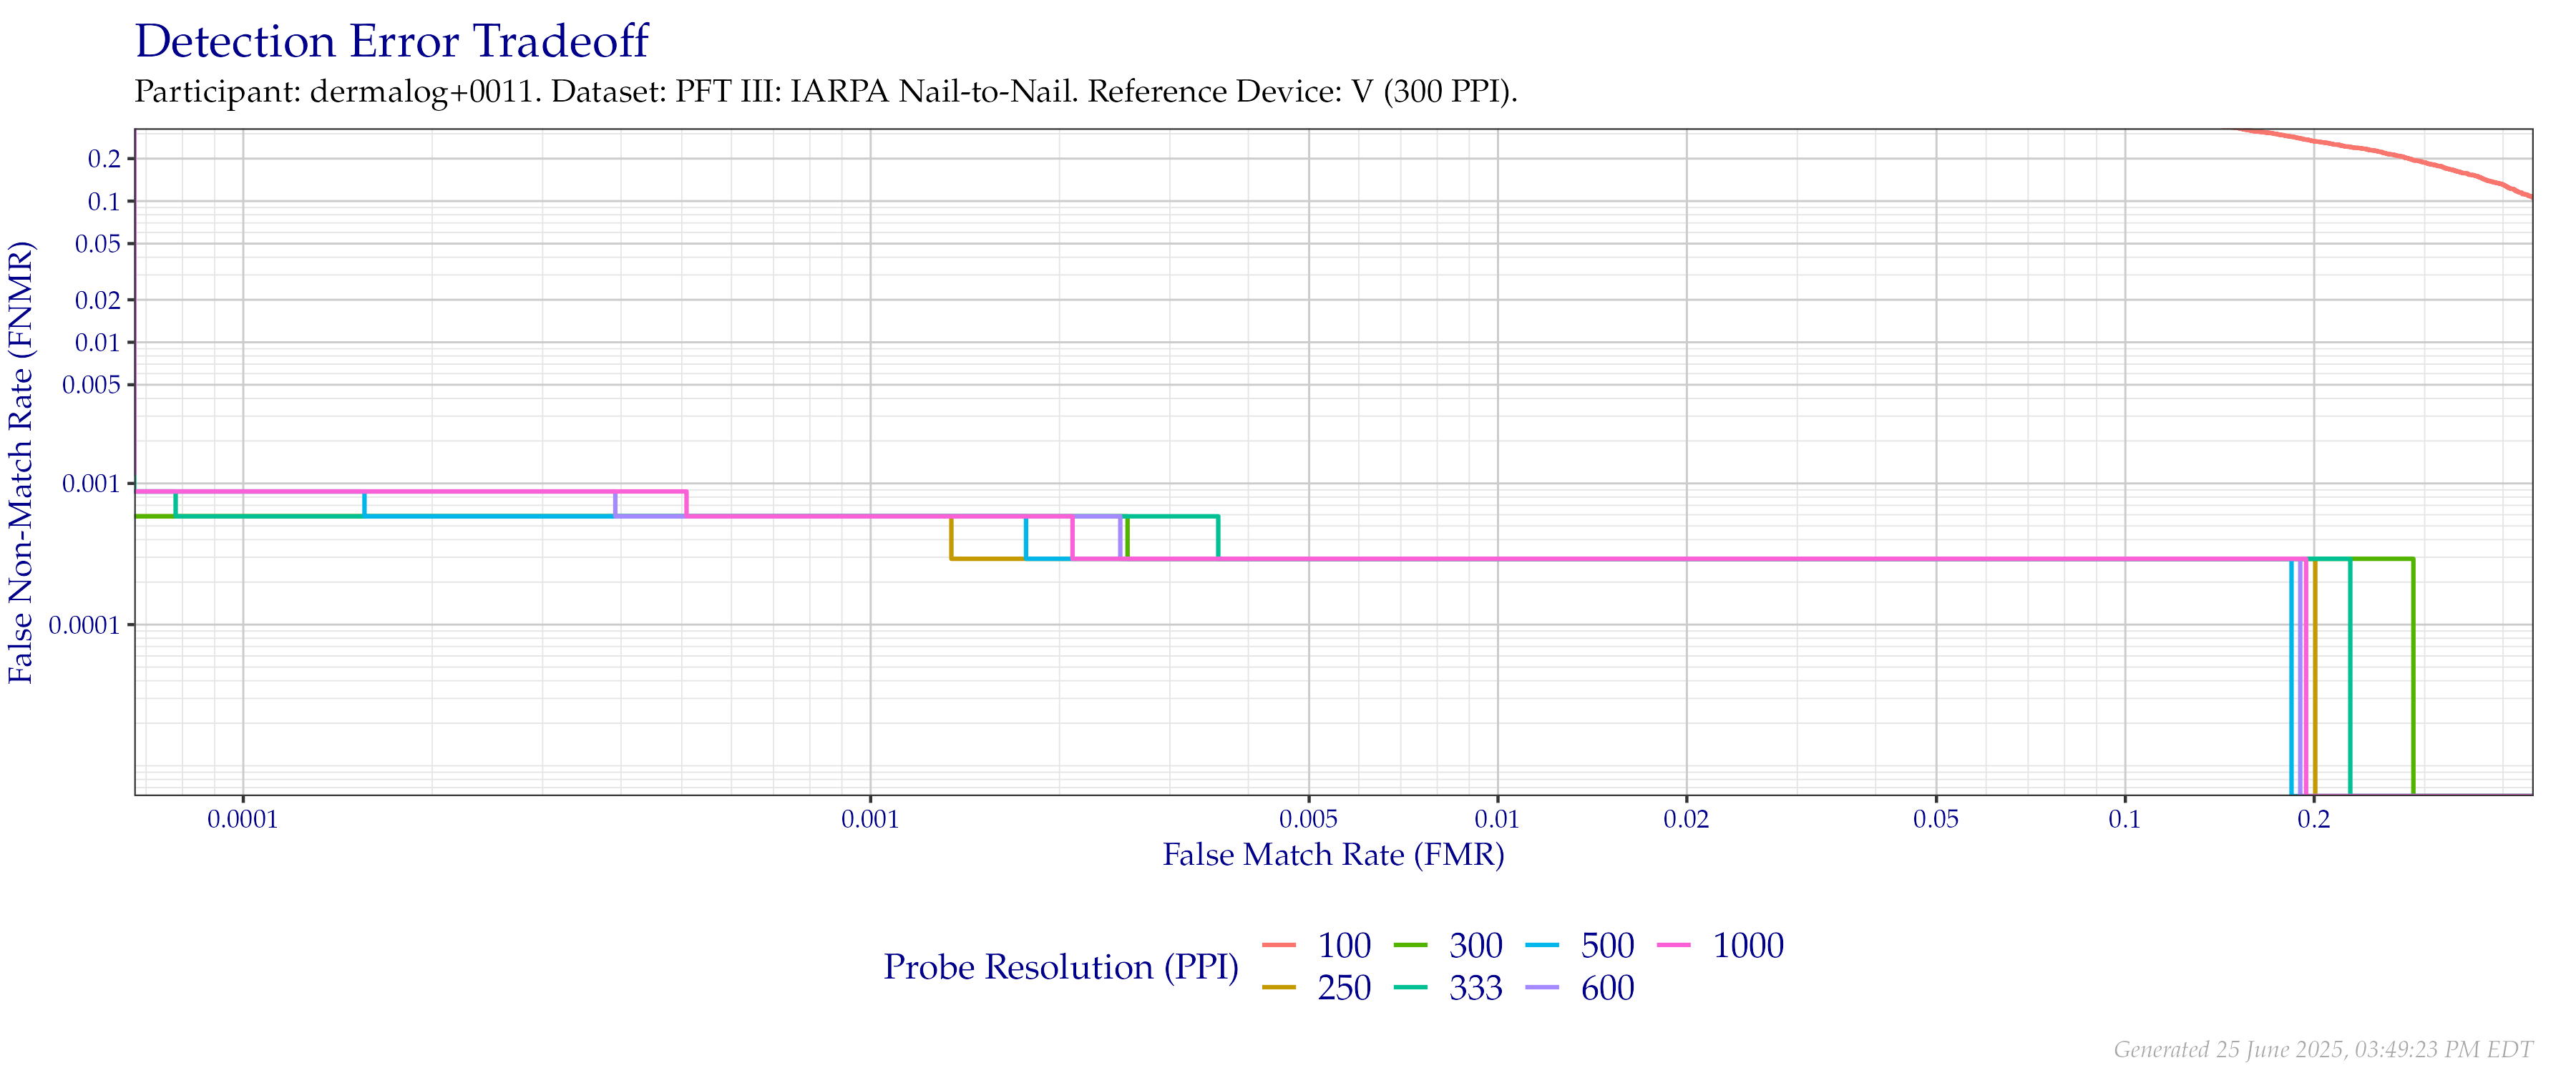 Detection Error Tradeoff
Participant: dermalog+0011. Dataset: PFT III: IARPA Nail-to-Nail. Reference Device: V (300 PPI).
False Non-Match Rate (FNMR)
0.2
0.1
0.05
0.02
0.01
0.005
0.001
0.0001
0.0001 0.001 0.005 0.01 0.02 0.05 0.1 0.2
False Match Rate (FMR)
Probe Resolution (PPI)
100 300 500 1000
250 333 600
Generated 25 June 2025, 03:49:23 PM EDT